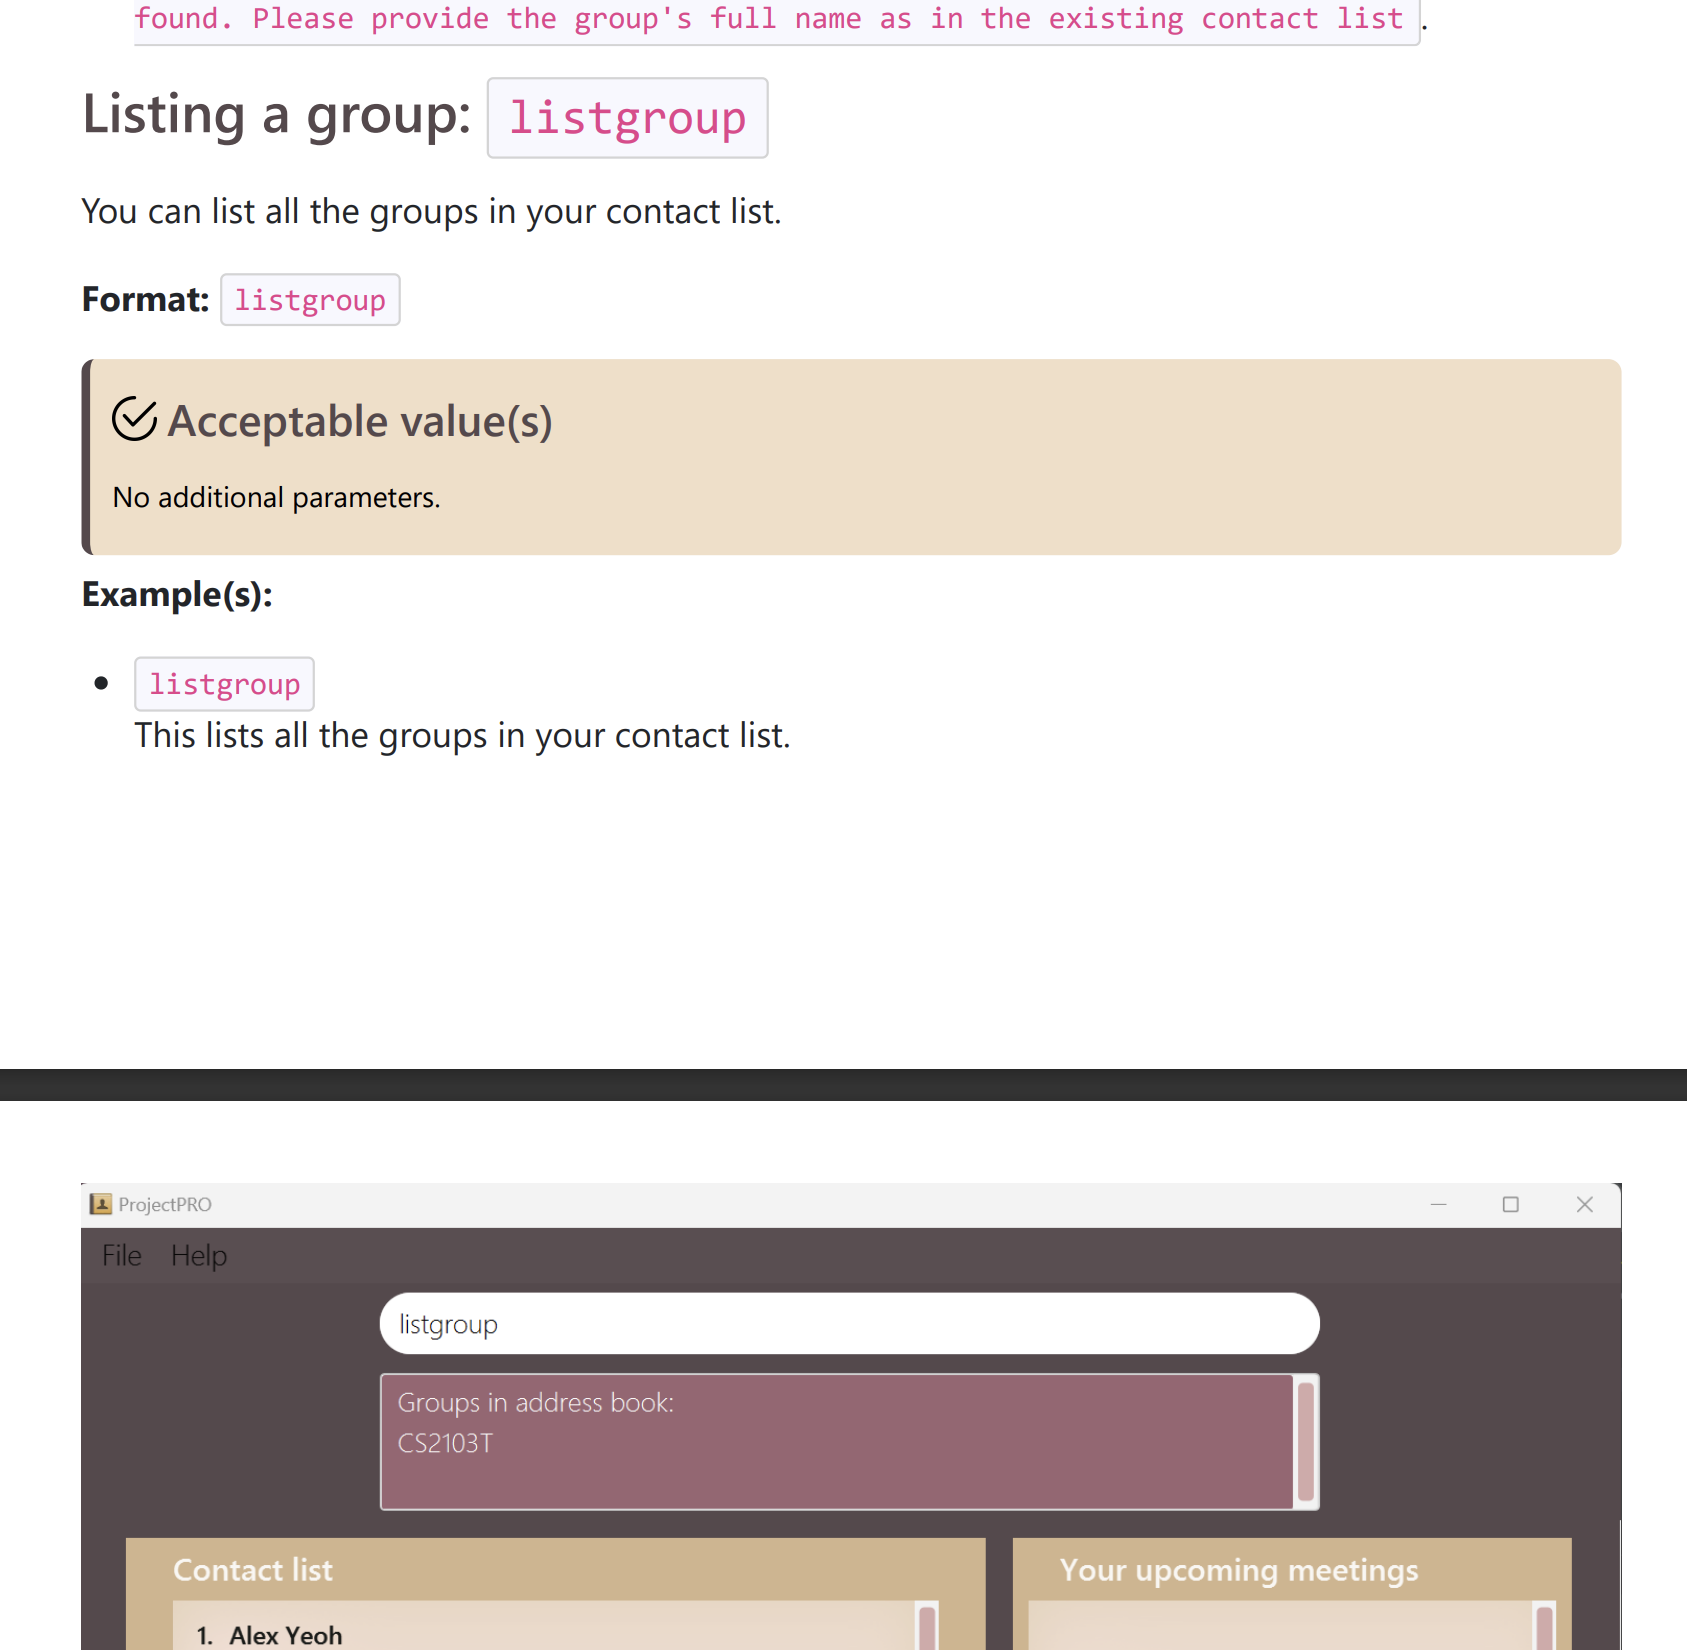 found. Please provide the group's full name as in the existing contact list.
Listing a group: listgroup
You can list all the groups in your contact list.
Format: listgroup
Acceptable value(s)
No additional parameters.
Example(s):
• listgroup
This lists all the groups in your contact list.
ProjectPRO
File Help
listgroup
Groups in address book:
CS2103T
Contact list
Your upcoming meetings
1. Alex Yeoh